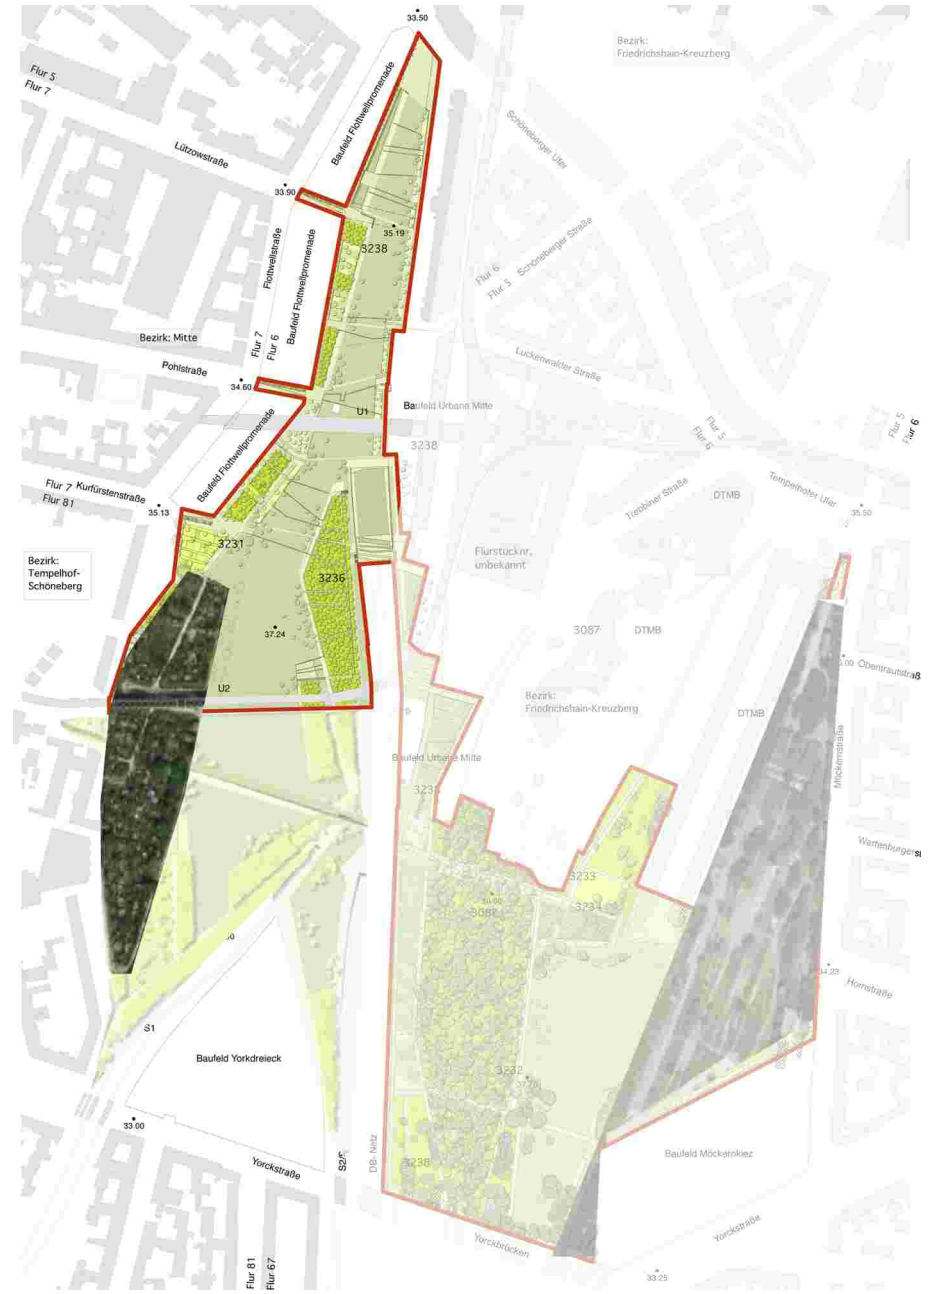 33.50
Bezirk:
Friedrichshain-Kreuzberg
Flur 5
Flur 7
Baufeld Flottwellpromenade
Schöneberger Ufer
Lützowstraße
33.90
35.19
3238
Flottwellstraße
Baufeld Flottwellpromenade
Schöneberger Straße
Flur 6
Flur 5
Bezirk: Mitte
Flur 7
Flur 6
Pohlstraße
Luckenwalder Straße
34.60
U1
Baufeld Urbane Mitte
Baufeld Flottwellpromenade
3238
Flur 5
Flur 6
Flur 5
Flur 6
Flur 7
Kurfürstenstraße
Flur 81
35.13
Trebbiner Straße
DTMB
Tempelhofer Ufer
35.50
3231
Bezirk:
Tempelhof-
Schöneberg
Flurstücknr.
unbekannt
3236
37.24
3087
DTMB
Obentrautstraß
U2
Bezirk:
Friedrichshain-Kreuzberg
DTMB
Möckernstraße
Baufeld Urbane Mitte
Wartenburgerst
3233
3234
3087
34.23
Hornstraße
S1
Baufeld Yorkdreieck
3232
33.00
DB- Netz
Baufeld Möckernkiez
Yorckstraße
3238
Yorckbrücken
Yorckstraße
Flur 81
Flur 67
33.25